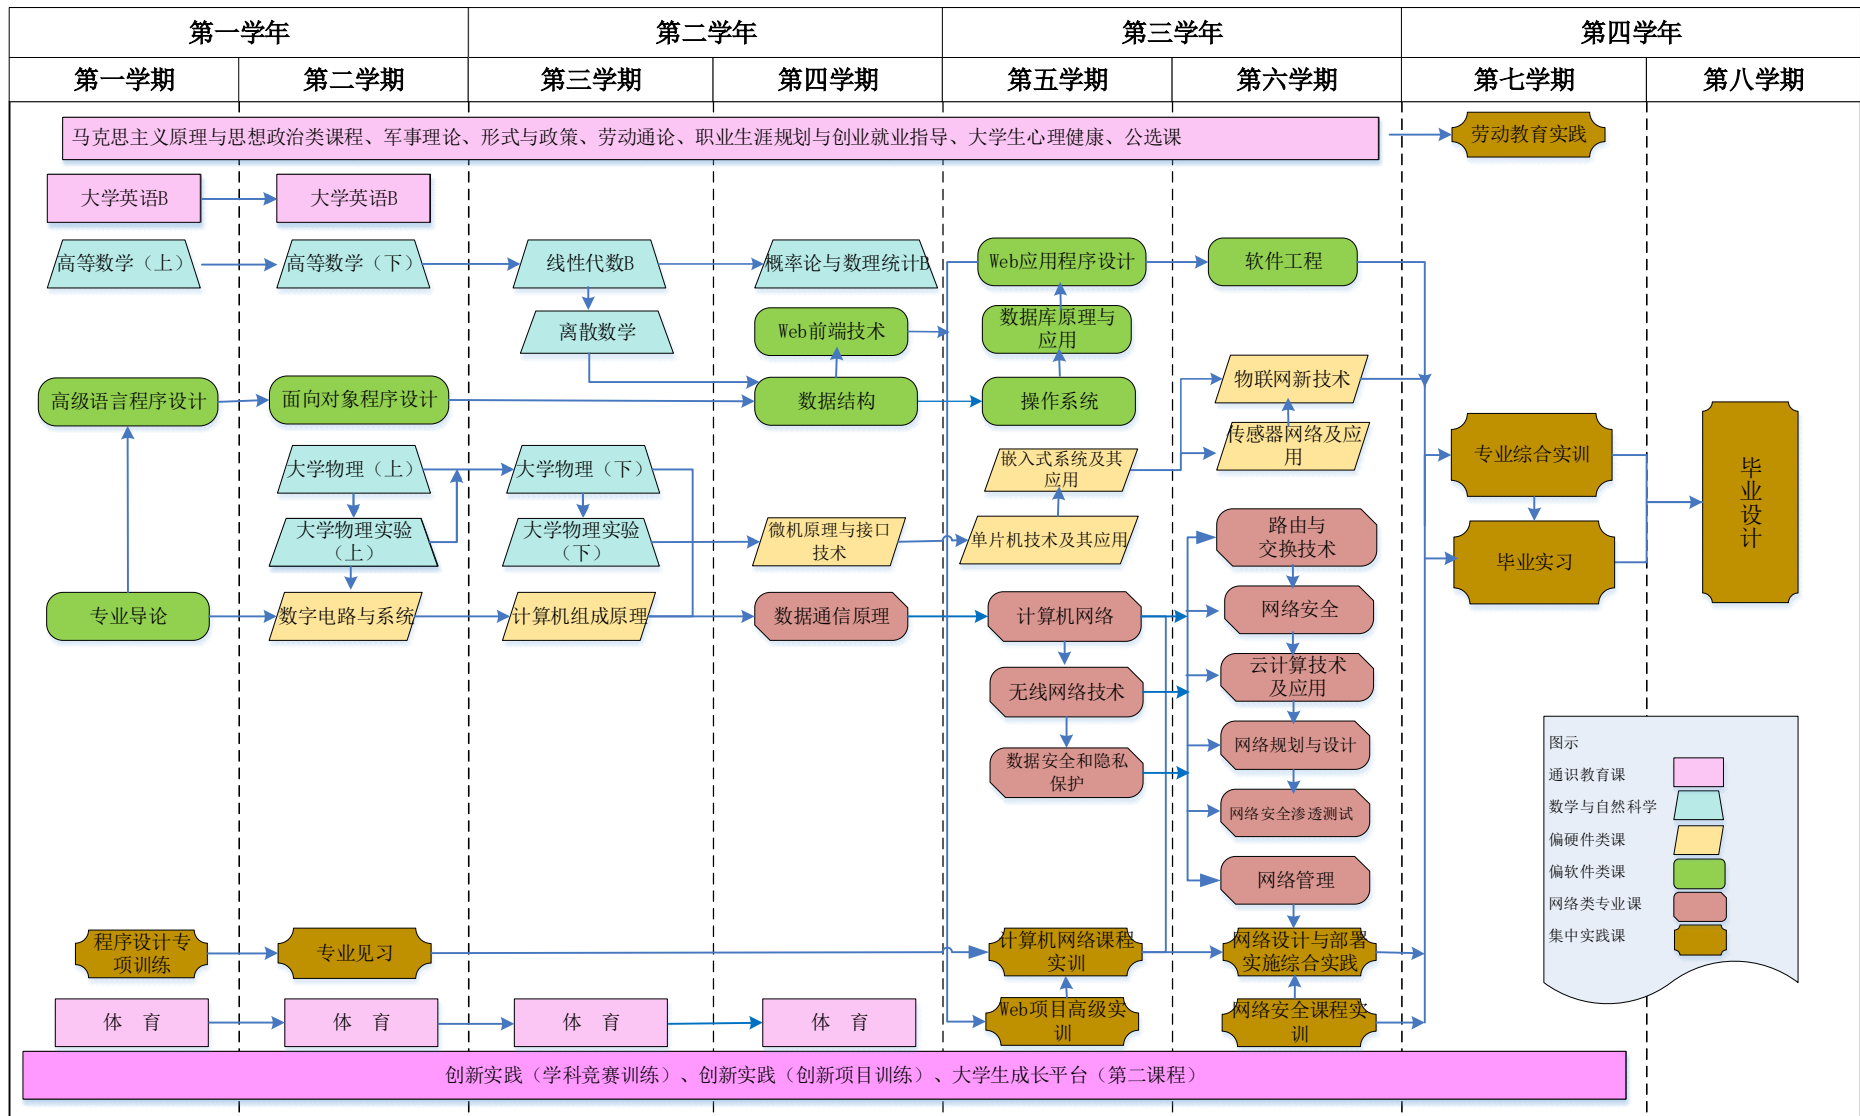 第一学年
第二学年
第三学年
第四学年
第一学期
第二学期
第三学期
第四学期
第五学期
第六学期
第七学期
第八学期
马克思主义原理与思想政治类课程、军事理论、形式与政策、劳动通论、职业生涯规划与创业就业指导、大学生心理健康、公选课
劳动教育实践
大学英语B
大学英语B
高等数学（上）
高等数学（下）
线性代数B
概率论与数理统计B
Web应用程序设计
软件工程
离散数学
Web前端技术
数据库原理与
应用
物联网新技术
高级语言程序设计
面向对象程序设计
数据结构
操作系统
传感器网络及应
用
大学物理（上）
大学物理（下）
嵌入式系统及其
应用
专业综合实训
毕
业
设
计
大学物理实验
（上）
大学物理实验
（下）
微机原理与接口
技术
单片机技术及其应用
路由与
交换技术
毕业实习
专业导论
数字电路与系统
计算机组成原理
数据通信原理
计算机网络
网络安全
无线网络技术
云计算技术
及应用
数据安全和隐私
保护
网络规划与设计
网络安全渗透测试
网络管理
图示
通识教育课
数学与自然科学
偏硬件类课
偏软件类课
网络类专业课
集中实践课
程序设计专
项训练
专业见习
计算机网络课程
实训
网络设计与部署
实施综合实践
体 育
体 育
体 育
体 育
Web项目高级实
训
网络安全课程实
训
创新实践（学科竞赛训练）、创新实践（创新项目训练）、大学生成长平台（第二课程）